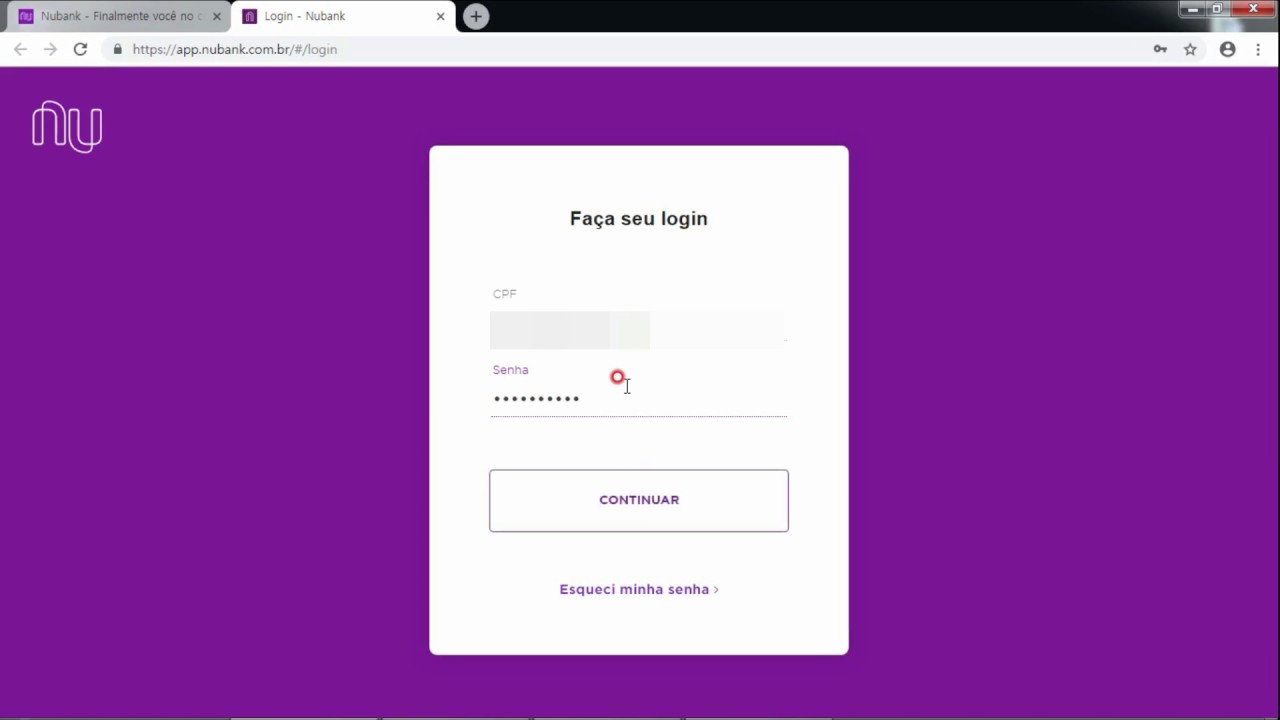 Nubank - Finalmente você no c
Login - Nubank
https://app.nubank.com.br/#/login
nu
Faça seu login
CPF
Senha
••••••••••
CONTINUAR
Esqueci minha senha >